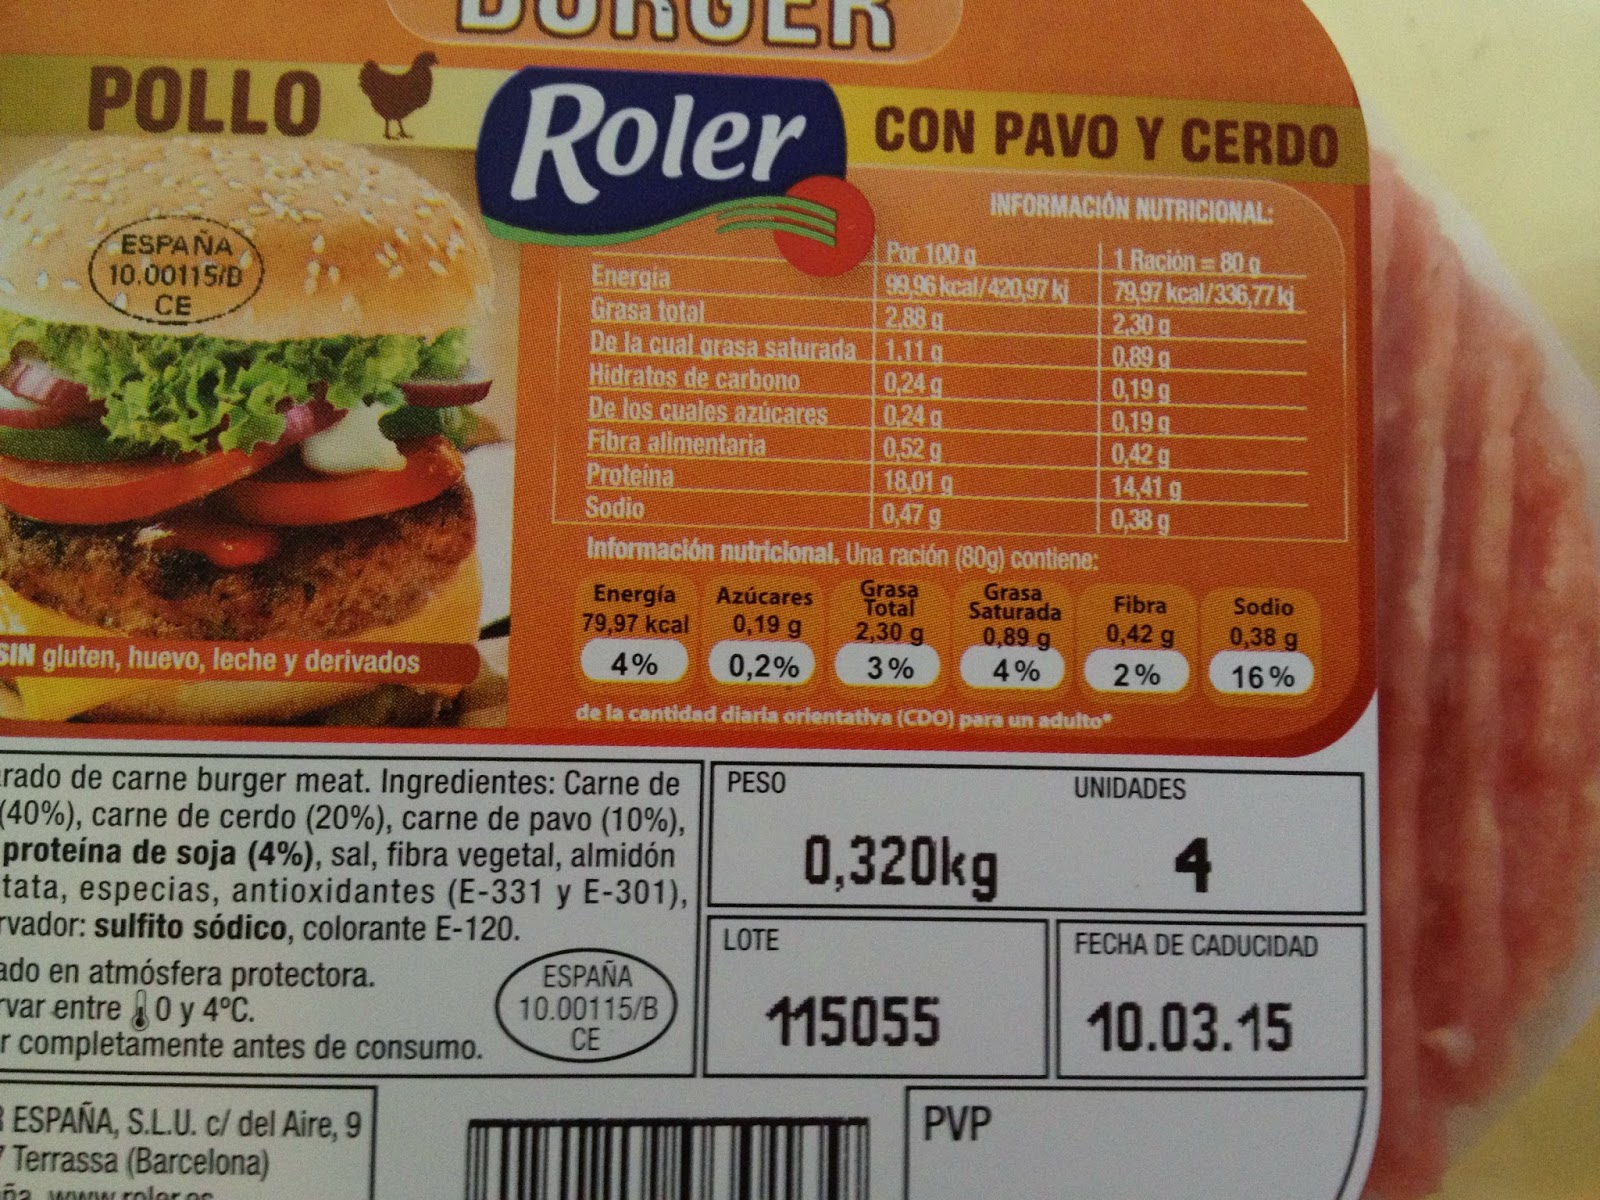 BURGER
POLLO
Roler
CON PAVO Y CERDO
ESPAÑA
10.00115/B
CE
INFORMACIÓN NUTRICIONAL:
Por 100 g 1 Ración = 80 g
Energía 99,96 kcal/420,97 kj 79,97 kcal/336,77 kj
Grasa total 2,88 g 2,30 g
De la cual grasa saturada 1,11 g 0,89 g
Hidratos de carbono 0,24 g 0,19 g
De los cuales azúcares 0,24 g 0,19 g
Fibra alimentaria 0,52 g 0,42 g
Proteína 18,01 g 14,41 g
Sodio 0,47 g 0,38 g
Información nutricional. Una ración (80g) contiene:
Energía 79,97 kcal 4%
Azúcares 0,19 g 0,2%
Grasa Total 2,30 g 3%
Grasa Saturada 0,89 g 4%
Fibra 0,42 g 2%
Sodio 0,38 g 16%
de la cantidad diaria orientativa (CDO) para un adulto*
SIN gluten, huevo, leche y derivados
rado de carne burger meat. Ingredientes: Carne de
(40%), carne de cerdo (20%), carne de pavo (10%),
proteína de soja (4%), sal, fibra vegetal, almidón
tata, especias, antioxidantes (E-331 y E-301),
rvador: sulfito sódico, colorante E-120.
ado en atmósfera protectora.
rvar entre 0 y 4ºC.
r completamente antes de consumo.
ESPAÑA
10.00115/B
CE
PESO
0,320kg
UNIDADES
4
LOTE
115055
FECHA DE CADUCIDAD
10.03.15
R ESPAÑA, S.L.U. c/ del Aire, 9
7 Terrassa (Barcelona)
ña www.roler.es
PVP